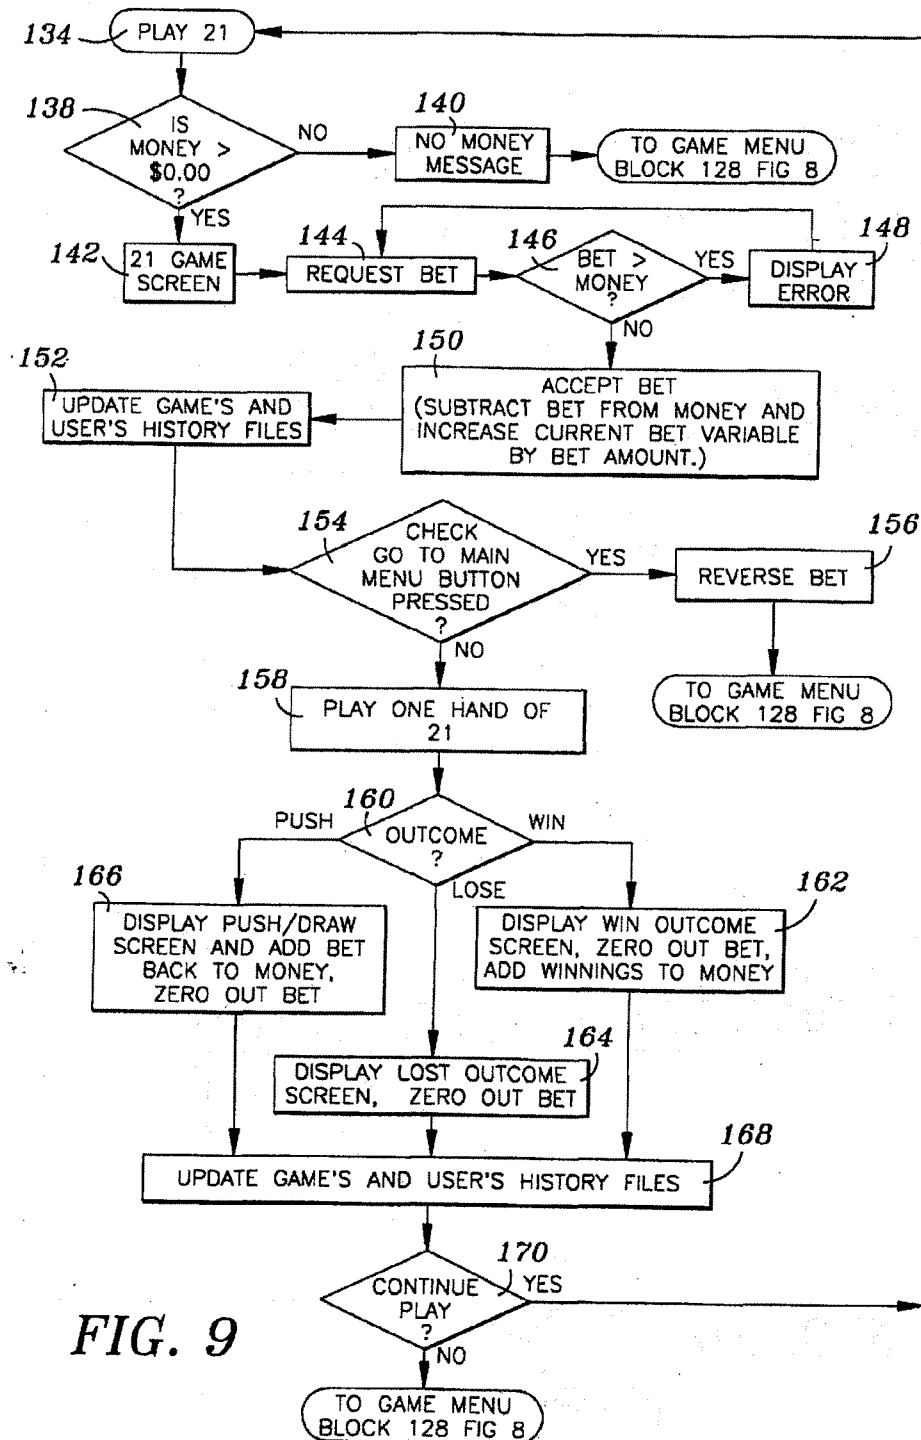 134
PLAY 21
138
IS
MONEY >
$0.00
?
NO
YES
140
NO MONEY
MESSAGE
TO GAME MENU
BLOCK 128 FIG 8
142
21 GAME
SCREEN
144
REQUEST BET
146
BET >
MONEY
?
YES
NO
148
DISPLAY
ERROR
150
ACCEPT BET
(SUBTRACT BET FROM MONEY AND
INCREASE CURRENT BET VARIABLE
BY BET AMOUNT.)
152
UPDATE GAME'S AND
USER'S HISTORY FILES
154
CHECK
GO TO MAIN
MENU BUTTON
PRESSED
?
YES
NO
156
REVERSE BET
TO GAME MENU
BLOCK 128 FIG 8
158
PLAY ONE HAND OF
21
160
OUTCOME
?
PUSH
WIN
LOSE
166
DISPLAY PUSH/DRAW
SCREEN AND ADD BET
BACK TO MONEY,
ZERO OUT BET
162
DISPLAY WIN OUTCOME
SCREEN, ZERO OUT BET,
ADD WINNINGS TO MONEY
164
DISPLAY LOST OUTCOME
SCREEN, ZERO OUT BET
168
UPDATE GAME'S AND USER'S HISTORY FILES
170
CONTINUE
PLAY
?
YES
NO
TO GAME MENU
BLOCK 128 FIG 8
FIG. 9